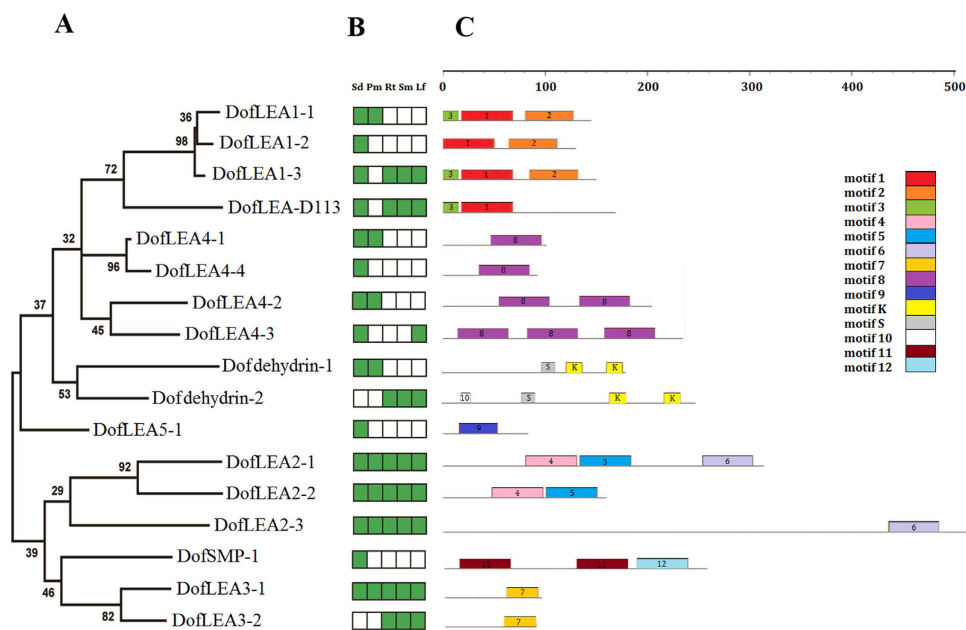 A B C
Sd Pm Rt Sm Lf
0 100 200 300 400 500
36 DofLEA1-1 3 1 2
98 DofLEA1-2 1 2
DofLEA1-3 3 1 2
72
DofLEA-D113 3 1
32
DofLEA4-1 8
96 DofLEA4-4 8
DofLEA4-2 8 8
45 DofLEA4-3 8 8 8
37
Dofdehydrin-1 S K K
53 Dofdehydrin-2 10 S K K
DofLEA5-1 9
92 DofLEA2-1 4 5 6
DofLEA2-2 4 5
29
DofLEA2-3 6
39
DofSMP-1 11 11 12
46
DofLEA3-1 7
82 DofLEA3-2 7
motif 1
motif 2
motif 3
motif 4
motif 5
motif 6
motif 7
motif 8
motif 9
motif K
motif S
motif 10
motif 11
motif 12